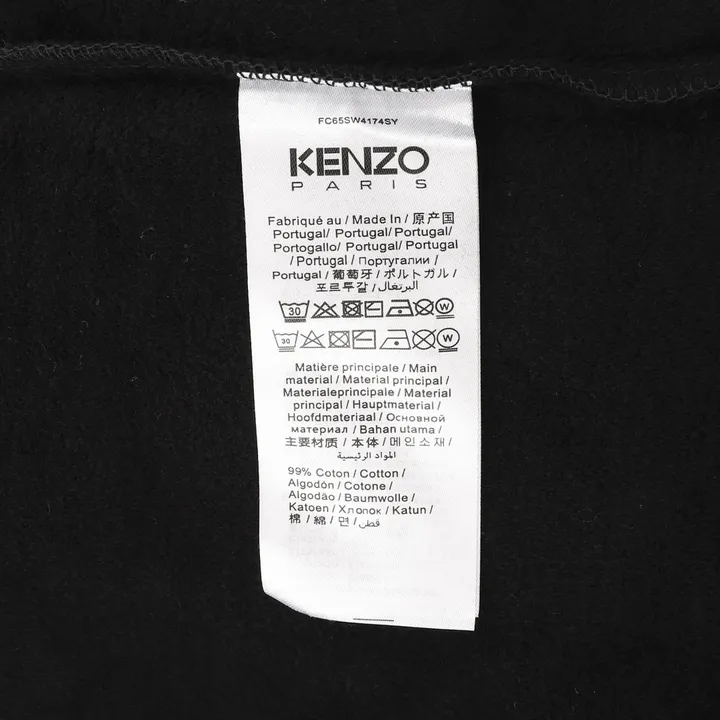 FC65SW4174SY
KENZO
PARIS
Fabriqué au / Made In / 原产国
Portugal/ Portugal/ Portugal/
Portogallo/ Portugal/ Portugal
/ Portugal / Португалии /
Portugal / 葡萄牙 / ポルトガル /
포르투갈 / البرتغال/
30
W
30
W
Matière principale / Main
material / Material principal /
Materialeprincipale / Material
principal / Hauptmaterial /
Hoofdmateriaal / Основной
материал / Bahan utama /
主要材质 / 本体 / 메인소재 /
المواد الرئيسية
99% Coton / Cotton /
Algodón / Cotone /
Algodão / Baumwolle /
Katoen / Хлопок / Katun /
棉 / 綿 / 면 / قطن